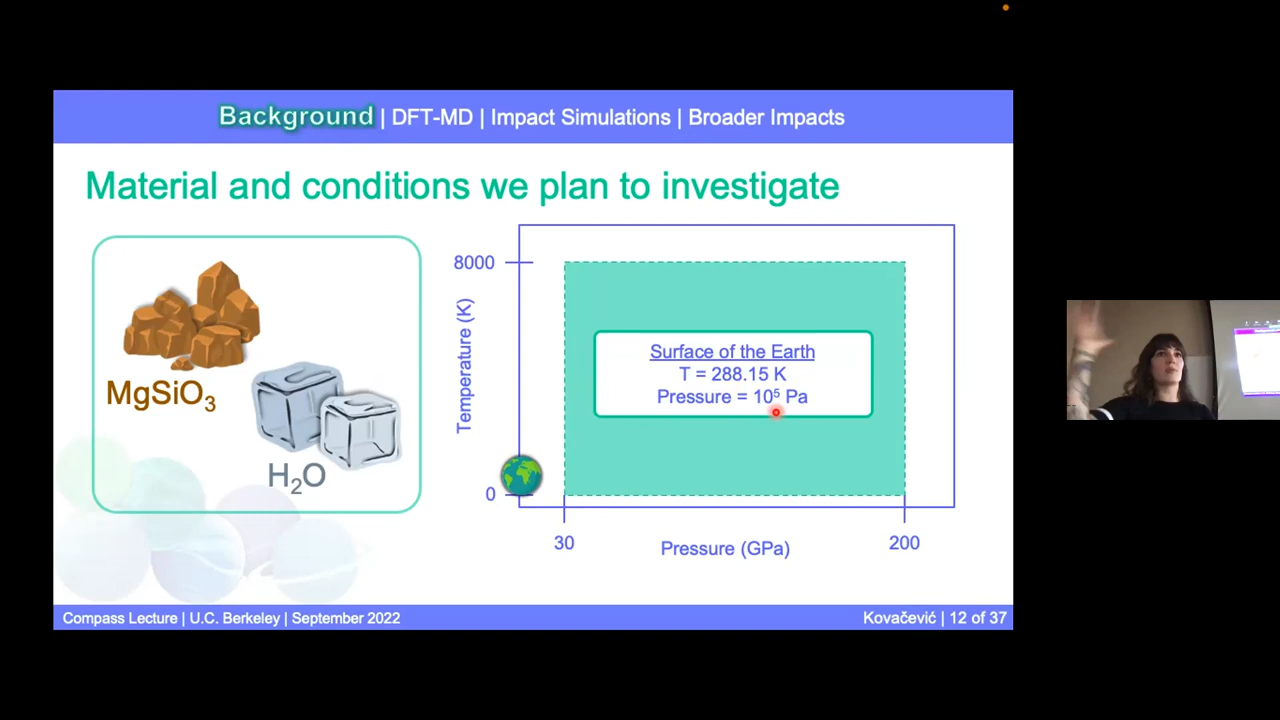 Background | DFT-MD | Impact Simulations | Broader Impacts
Material and conditions we plan to investigate
MgSiO₃
H₂O
Temperature (K)
8000
0
Surface of the Earth
T = 288.15 K
Pressure = 10⁵ Pa
30
Pressure (GPa)
200
Compass Lecture | U.C. Berkeley | September 2022
Kovačević | 12 of 37